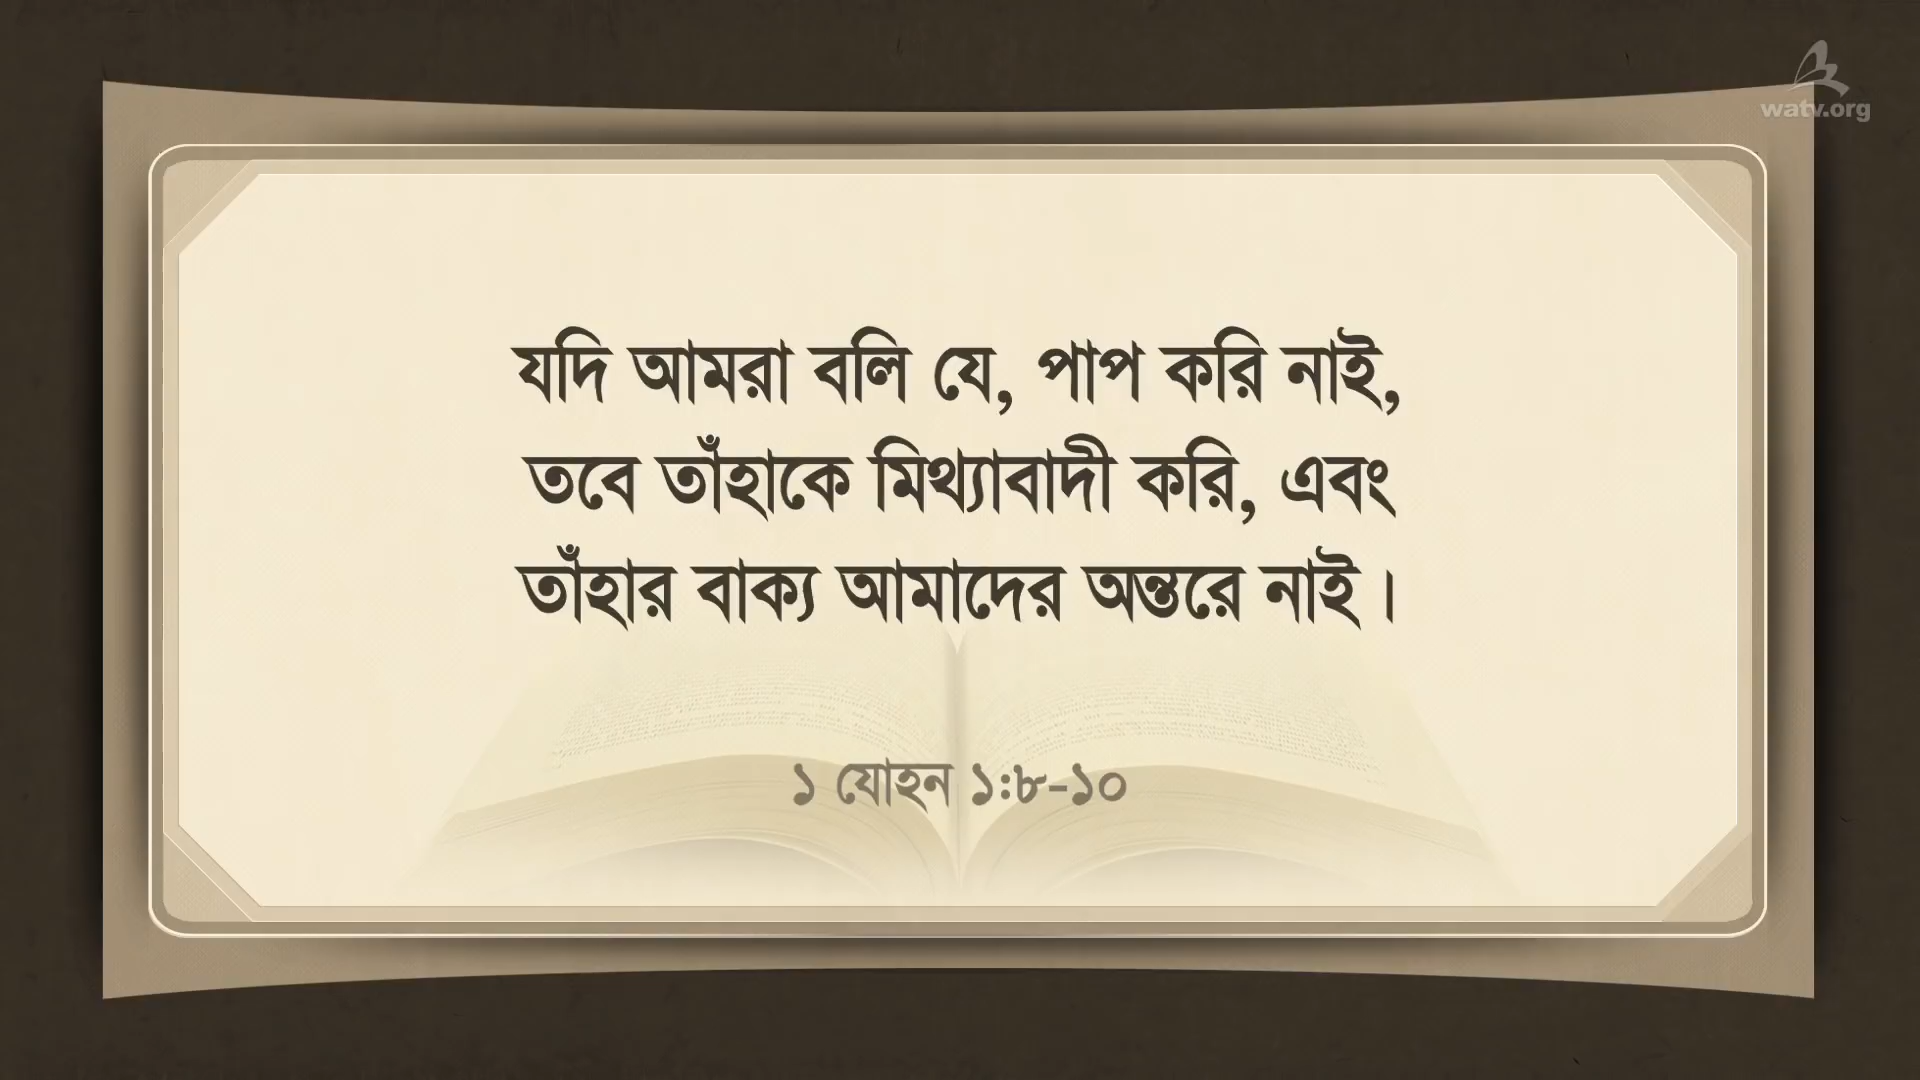 watv.org
যদি আমরা বলি যে, পাপ করি নাই,
তবে তাঁহাকে মিথ্যাবাদী করি, এবং
তাঁহার বাক্য আমাদের অন্তরে নাই।
১ যোহন ১:৮-১০